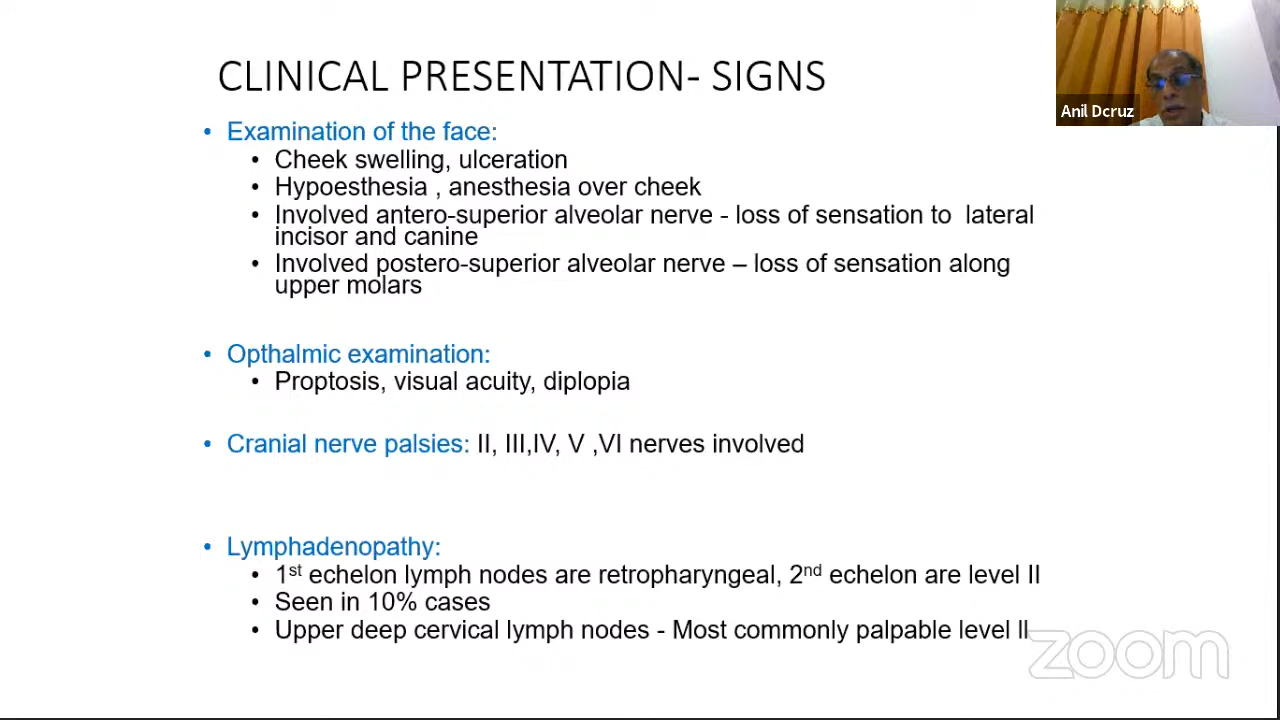 CLINICAL PRESENTATION- SIGNS
Anil Dcruz
• Examination of the face:
• Cheek swelling, ulceration
• Hypoesthesia , anesthesia over cheek
• Involved antero-superior alveolar nerve - loss of sensation to lateral
incisor and canine
• Involved postero-superior alveolar nerve – loss of sensation along
upper molars
• Opthalmic examination:
• Proptosis, visual acuity, diplopia
• Cranial nerve palsies: II, III,IV, V ,VI nerves involved
• Lymphadenopathy:
• 1st echelon lymph nodes are retropharyngeal, 2nd echelon are level II
• Seen in 10% cases
• Upper deep cervical lymph nodes - Most commonly palpable level II
zoom